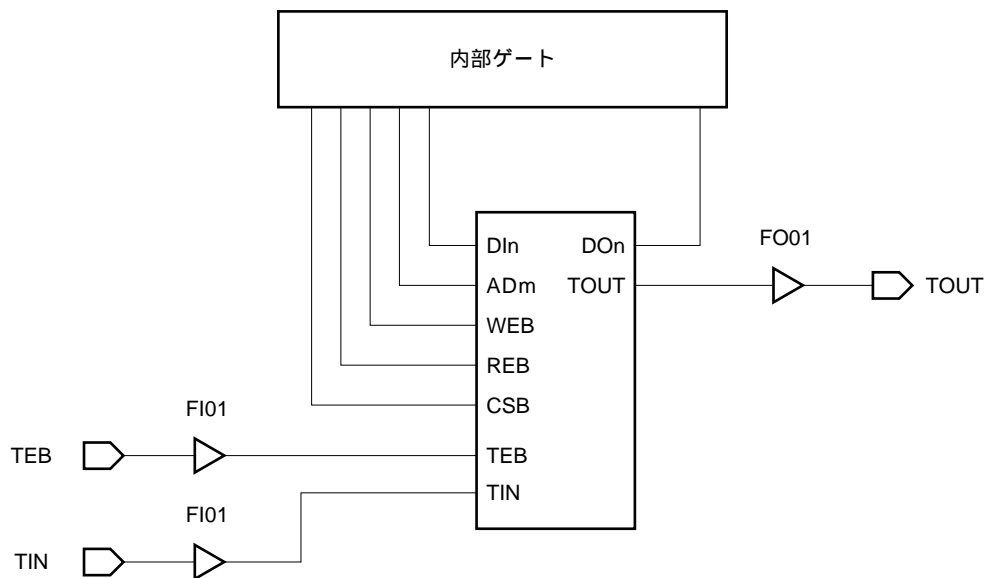 内部ゲート
DIn DOn
FO01
ADm TOUT
TOUT
WEB
REB
CSB
FI01
TEB
TEB
TIN
FI01
TIN